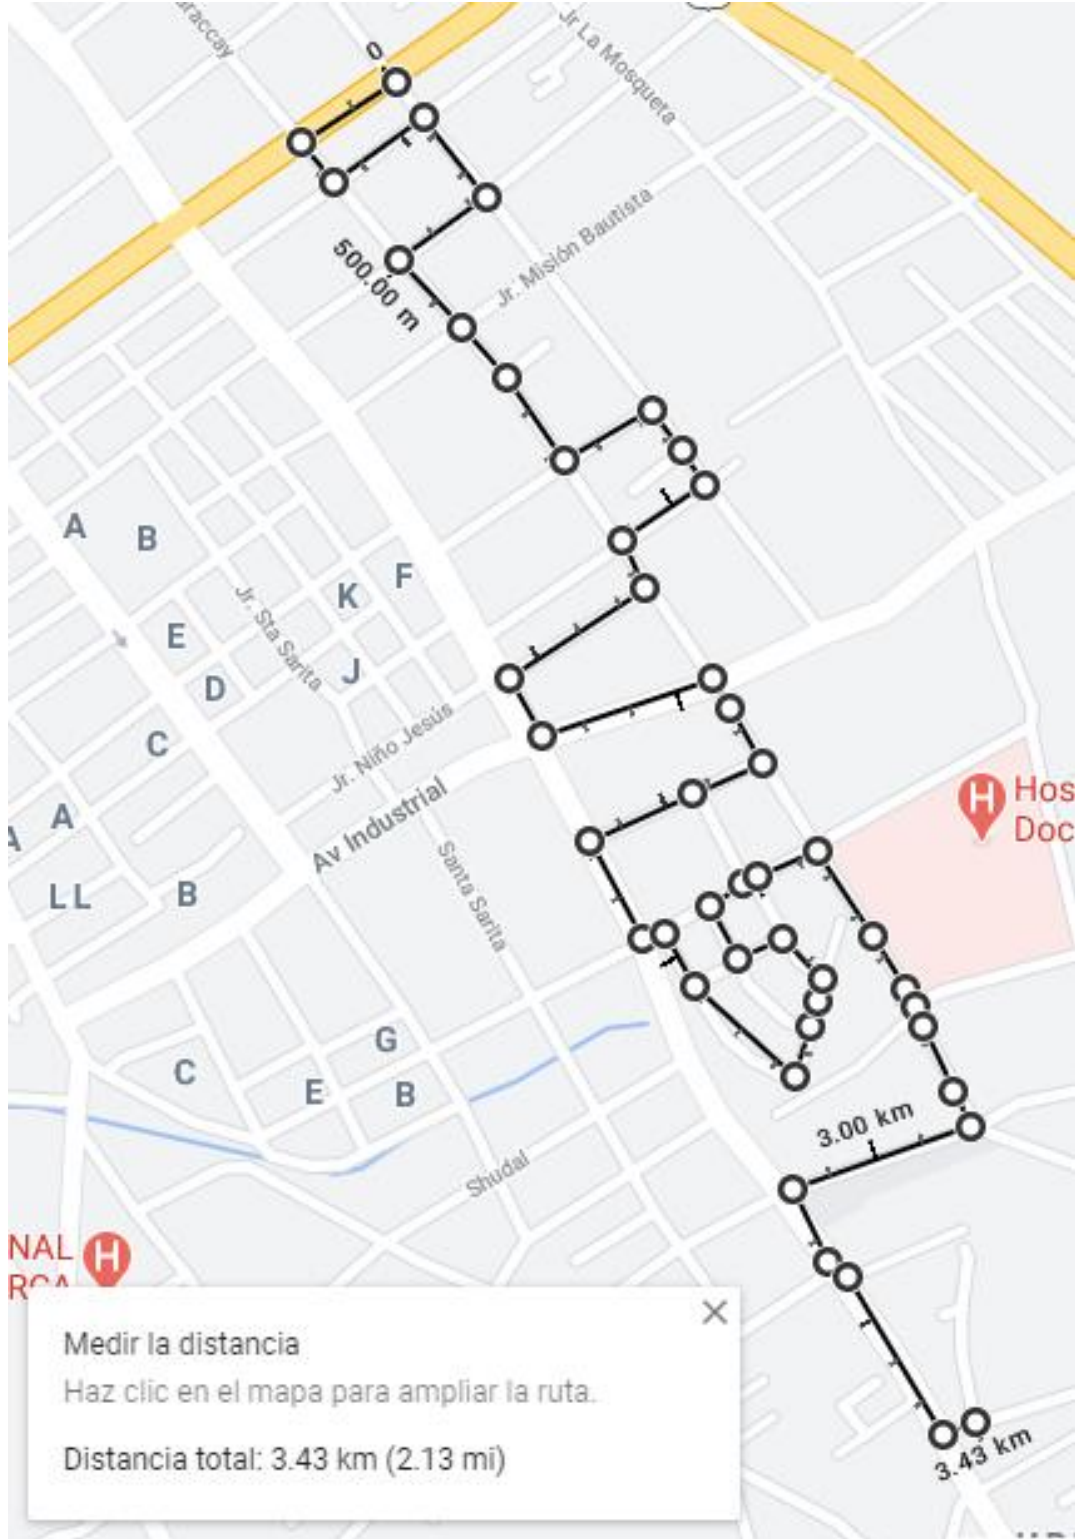 0
Jr La Mosqueta
Jr. Misión Bautista
500.00 m
A
B
F
K
E
J
D
Jr. Sta Sarita
C
Jr. Niño Jesús
Av Industrial
Hos
Doc
A
A
LL
B
Santa Sarita
G
C
E
B
3.00 km
Shudal
NAL
RCA
Medir la distancia
Haz clic en el mapa para ampliar la ruta.
Distancia total: 3.43 km (2.13 mi)
3.43 km